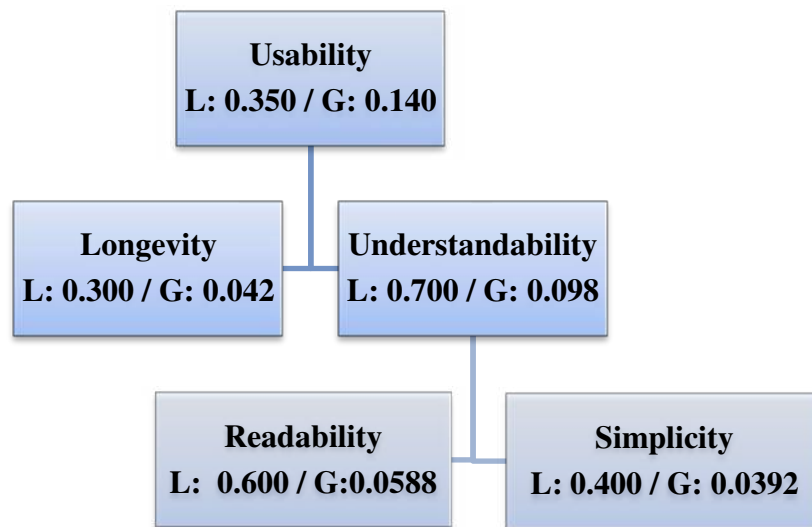 Usability
L: 0.350 / G: 0.140
Longevity
L: 0.300 / G: 0.042
Understandability
L: 0.700 / G: 0.098
Readability
L:  0.600 / G:0.0588
Simplicity
L: 0.400 / G: 0.0392